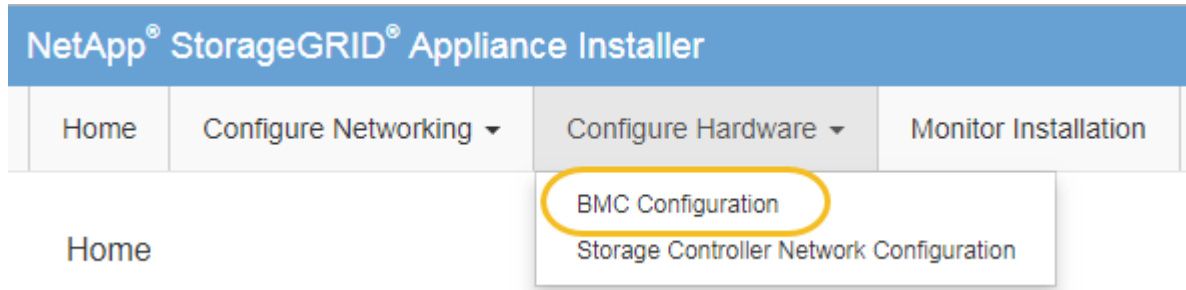 NetApp® StorageGRID® Appliance Installer
Home Configure Networking Configure Hardware Monitor Installation
BMC Configuration
Home
Storage Controller Network Configuration